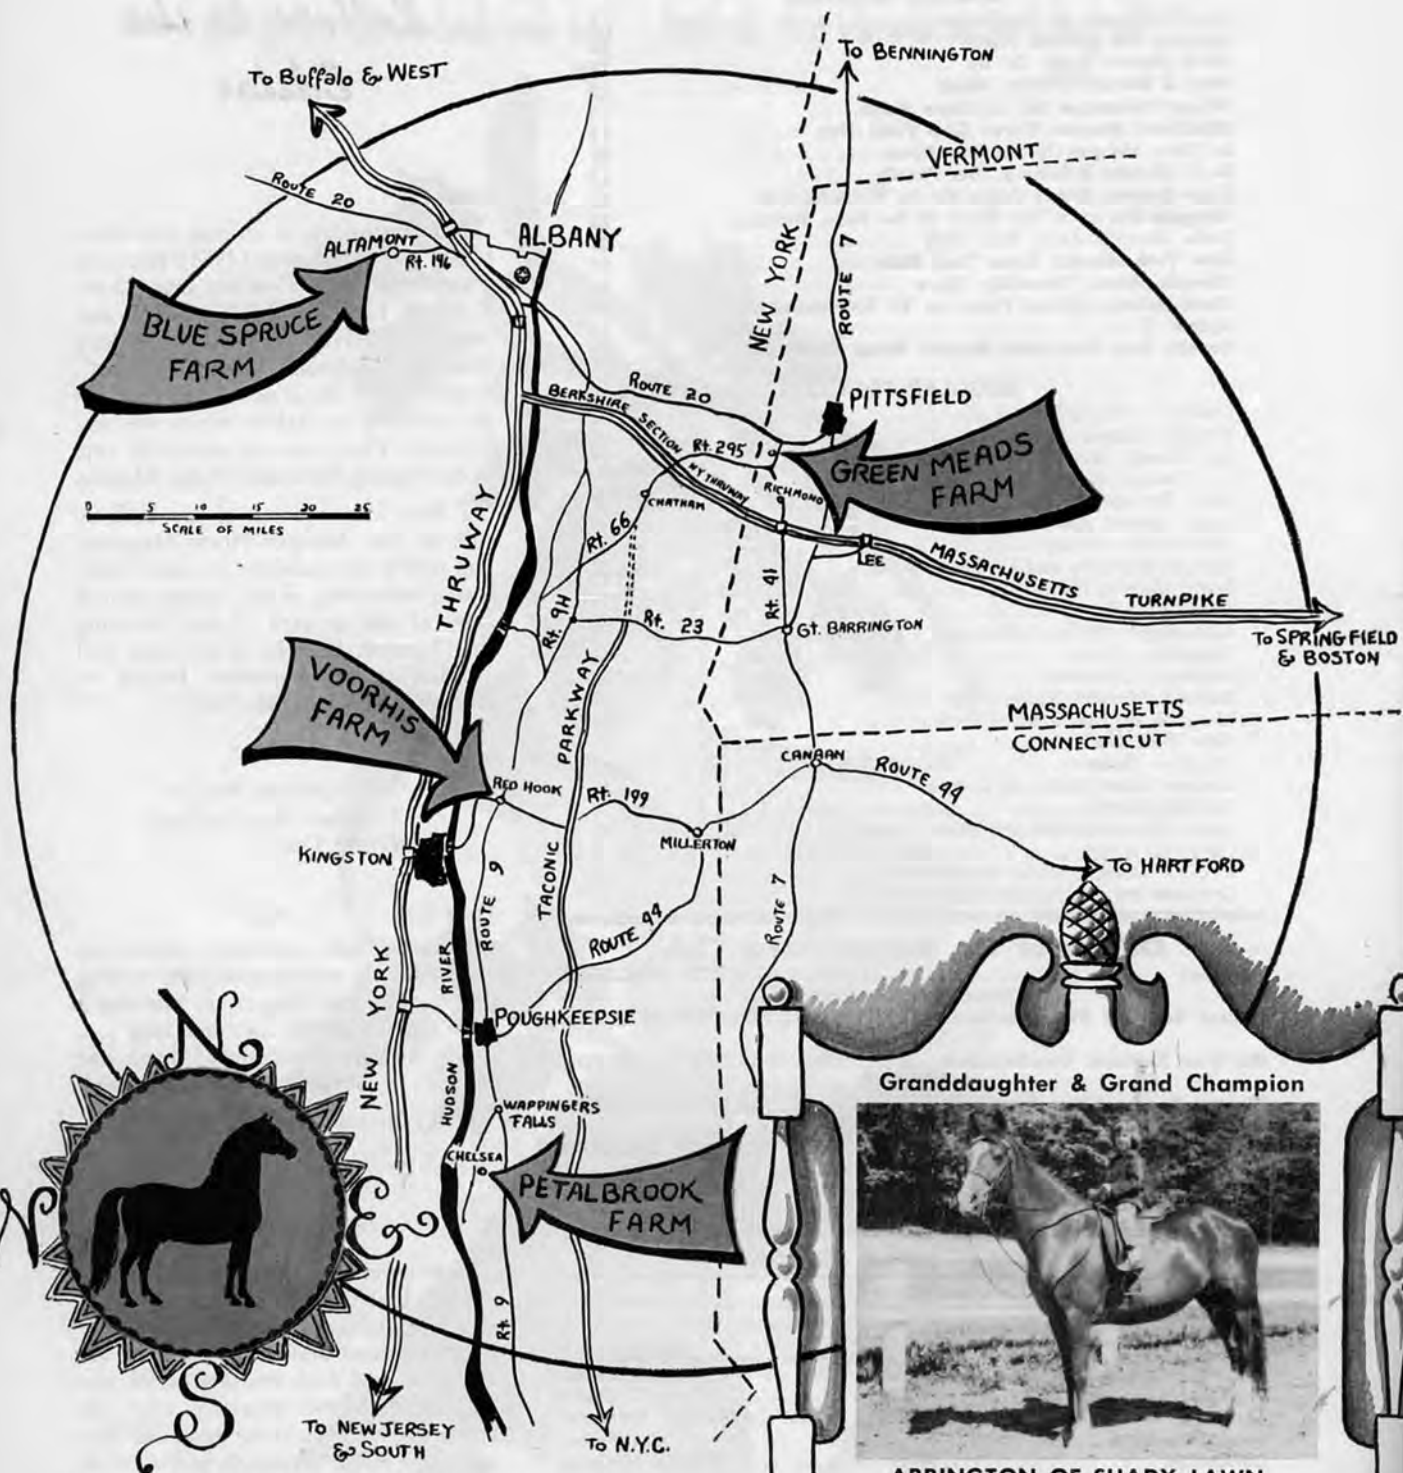 To BENNINGTON
To Buffalo & WEST
VERMONT
ROUTE 20
ALTAMONT
Rt. 146
ALBANY
NEW YORK
ROUTE 7
BLUE SPRUCE
FARM
ROUTE 20
BERKSHIRE SECTION NY THRUWAY
PITTSFIELD
Rt. 295
GREEN MEADS
FARM
RICHMOND
CHATHAM
0 5 10 15 20 25
SCALE OF MILES
Rt. 66
LEE
MASSACHUSETTS TURNPIKE
NEW YORK THRUWAY
Rt. 9H
Rt. 23
Rt. 41
Gt. BARRINGTON
To SPRINGFIELD
& BOSTON
VOORHIS
FARM
TACONIC PARKWAY
MASSACHUSETTS
CONNECTICUT
CANAAN
ROUTE 44
RED HOOK
Rt. 199
MILLERTON
KINGSTON
To HARTFORD
ROUTE 9
ROUTE 7
ROUTE 44
HUDSON RIVER
POUGHKEEPSIE
N
Granddaughter & Grand Champion
WAPPINGERS
FALLS
CHELSEA
PETALBROOK
FARM
W
E
Rt. 9
S
To NEW JERSEY
& SOUTH
To N.Y.C.
ARRINGTON OF SHADY LAWN